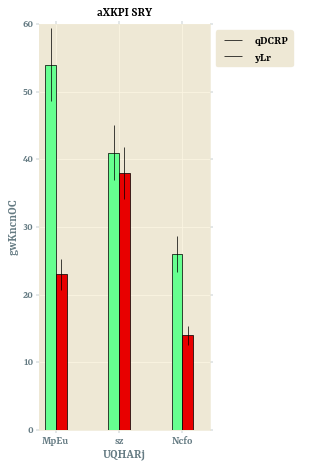 aXKPI SRY
qDCRP
yLr
gwKncnOC
60
50
40
30
20
10
0
MpEu sz Ncfo
UQHARj